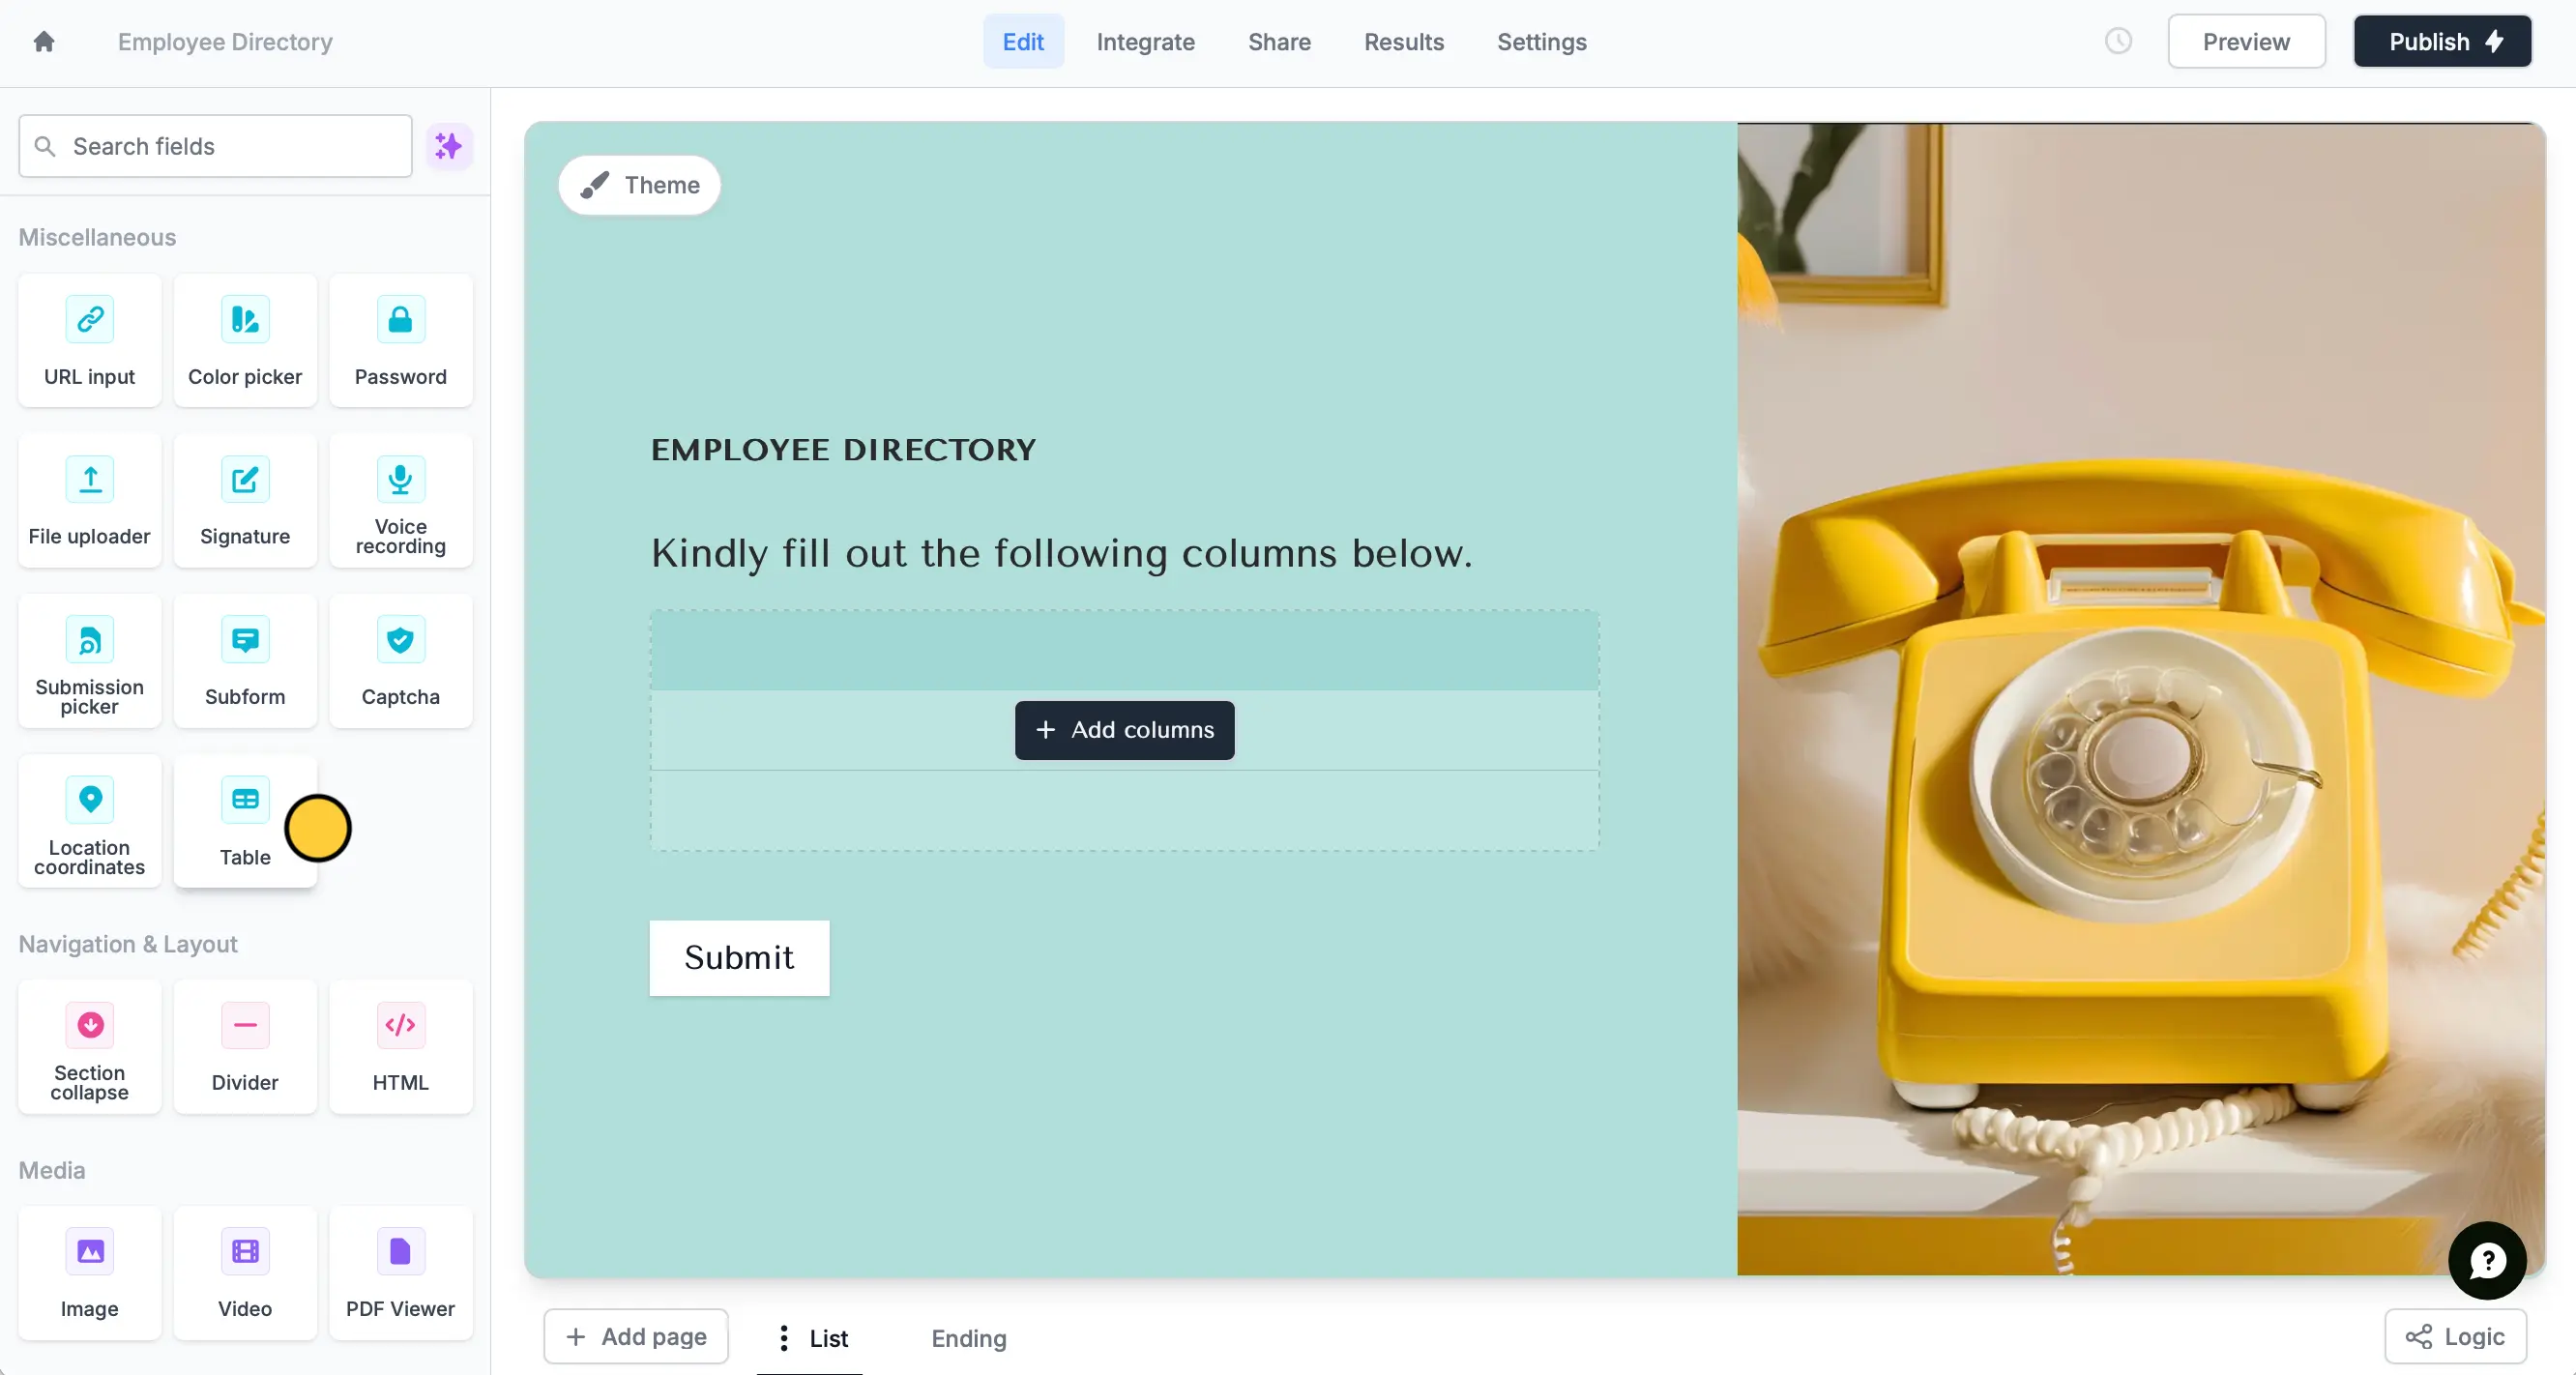 Employee Directory
Edit
Integrate
Share
Results
Settings
Preview
Publish
Search fields
Miscellaneous
URL input
Color picker
Password
File uploader
Signature
Voice
recording
Submission
picker
Subform
Captcha
Location
coordinates
Table
Navigation & Layout
Section
collapse
Divider
HTML
Media
Image
Video
PDF Viewer
Theme
EMPLOYEE DIRECTORY
Kindly fill out the following columns below.
+ Add columns
Submit
+ Add page
List
Ending
Logic